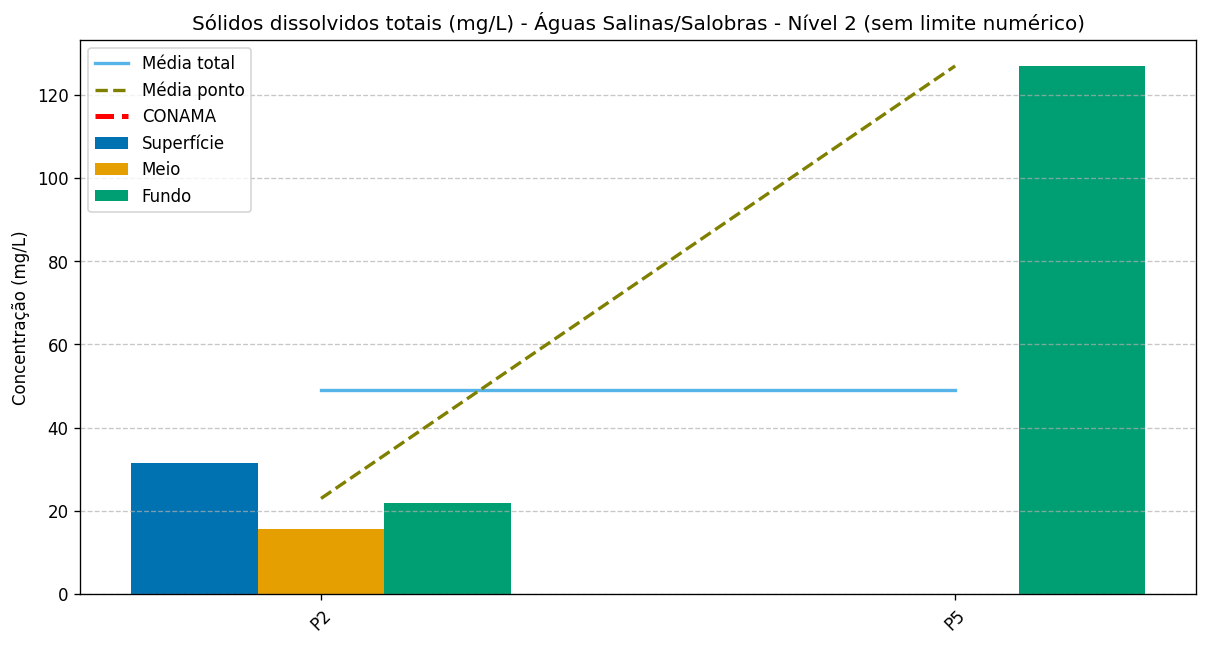 Sólidos dissolvidos totais (mg/L) - Águas Salinas/Salobras - Nível 2 (sem limite numérico)
Média total
Média ponto
CONAMA
Superfície
Meio
Fundo
Concentração (mg/L)
120
100
80
60
40
20
0
P2
P5